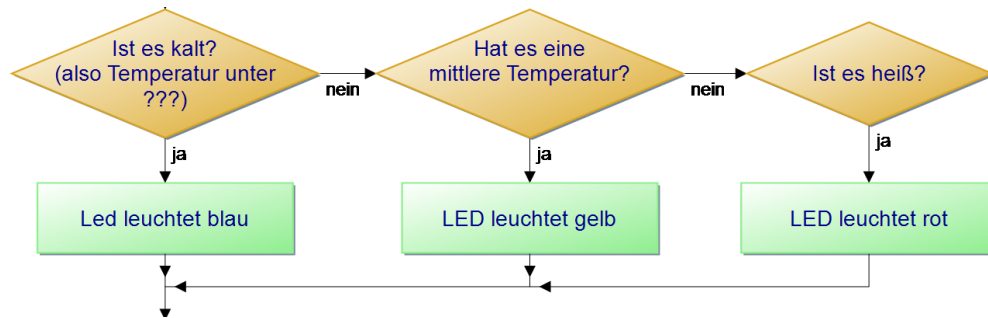 Ist es kalt?
(also Temperatur unter
???)
nein
Hat es eine
mittlere Temperatur?
nein
Ist es heiß?
ja
ja
ja
Led leuchtet blau
LED leuchtet gelb
LED leuchtet rot